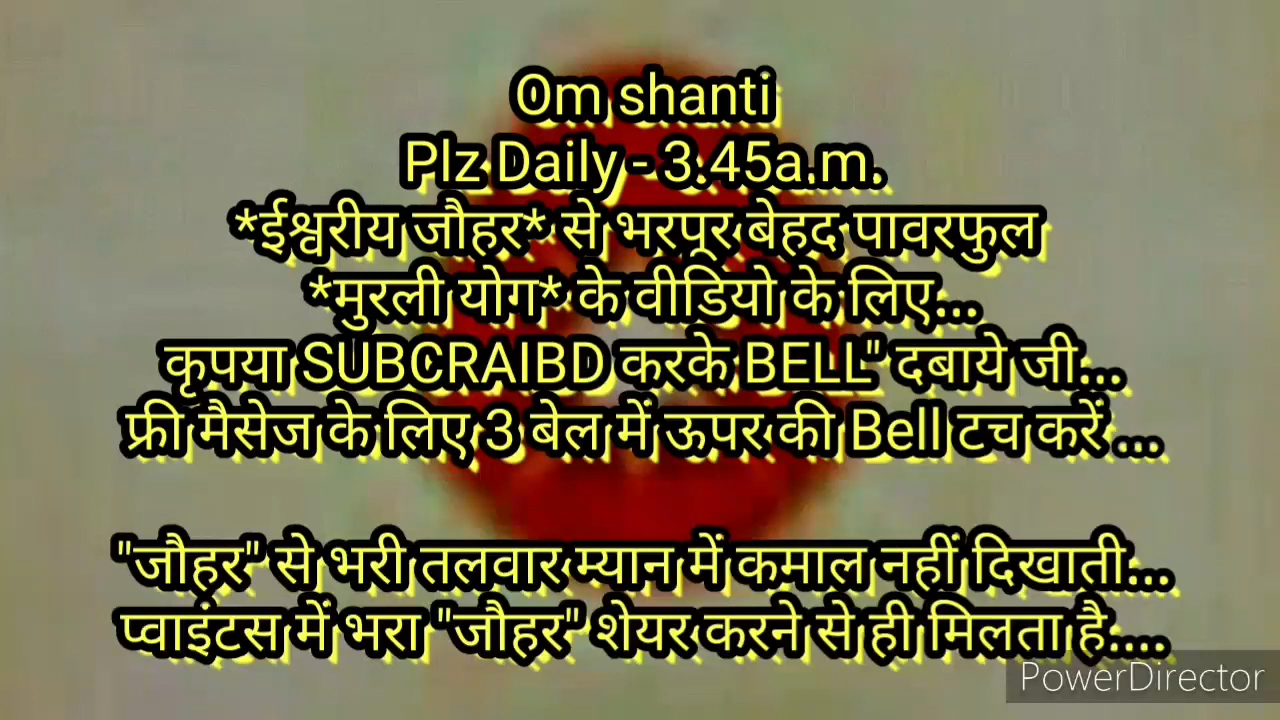 Om shanti
Plz Daily - 3:45a.m.
*ईश्वरीय जौहर* से भरपूर बेहद पावरफुल
*मुरली योग* के वीडियो के लिए...
कृपया SUBCRAIBD करके BELL" दबाये जी...
फ्री मैसेज के लिए 3 बेल में ऊपर की Bell टच करें ...
"जौहर" से भरी तलवार म्यान में कमाल नहीं दिखाती...
प्वाइंटस में भरा "जौहर" शेयर करने से ही मिलता है....
PowerDirector